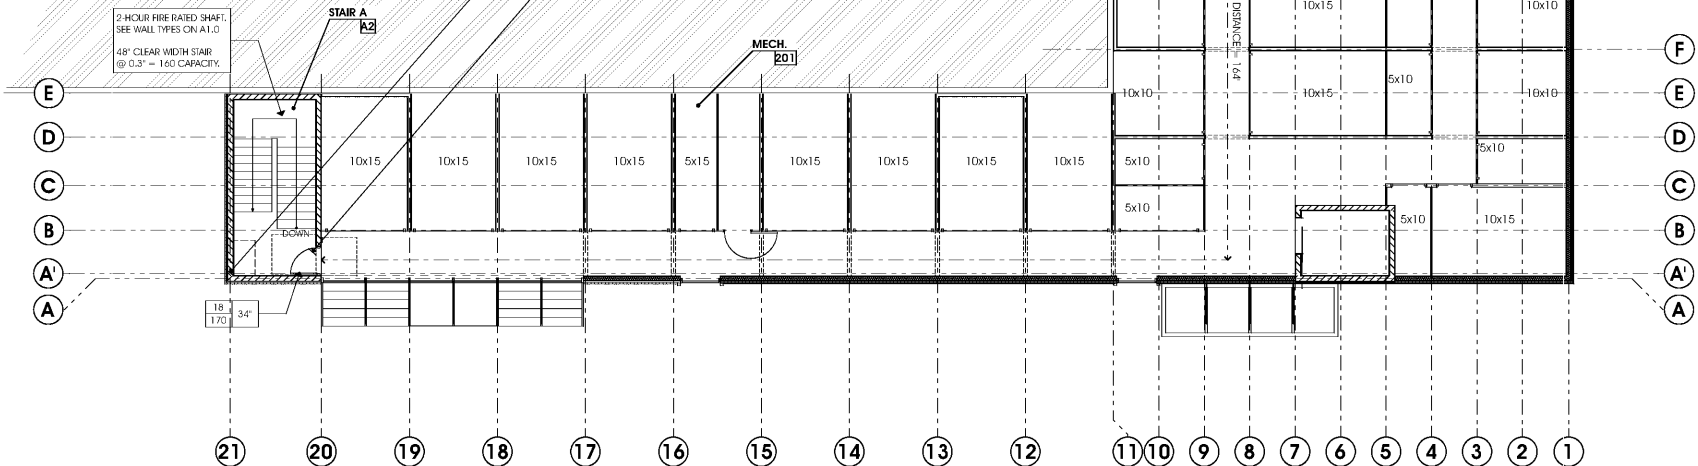 2-HOUR FIRE RATED SHAFT.
SEE WALL TYPES ON A1.0
48" CLEAR WIDTH STAIR
@ 0.3" = 160 CAPACITY.
STAIR A
A2
MECH.
201
DISTANCE = 164'
10x15
10x10
F
5x10
E
10x10
10x15
10x10
E
D
D
10x15
10x15
10x15
10x15
5x15
10x15
10x15
10x15
10x15
5x10
5x10
C
C
5x10
5x10
10x15
B
DOWN
B
A'
A'
A
A
18
170
34"
21
20
19
18
17
16
15
14
13
12
11
10
9
8
7
6
5
4
3
2
1